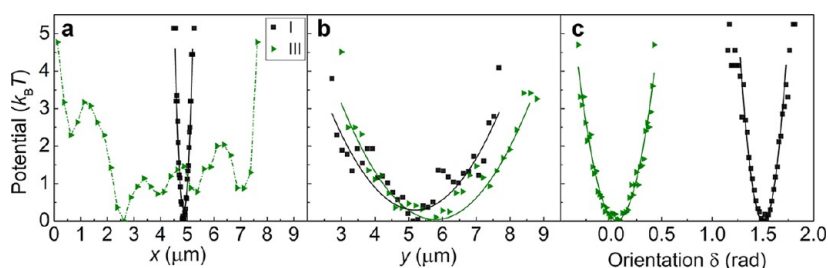 a
I
III
b
c
Potential (kBT)
5
4
3
2
1
0
0 1 2 3 4 5 6 7 8 9
x (μm)
3 4 5 6 7 8 9
y (μm)
0.0 0.5 1.0 1.5 2.0
Orientation δ (rad)